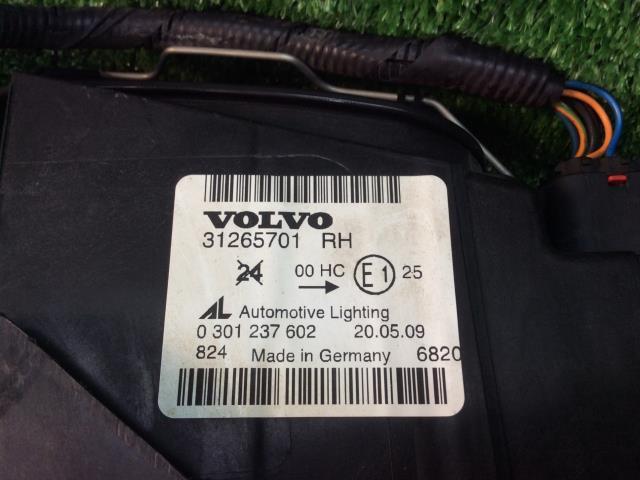 VOLVO
31265701 RH
24 00 HC E1 25
AL Automotive Lighting
0 301 237 602 20.05.09
824 Made in Germany 6820